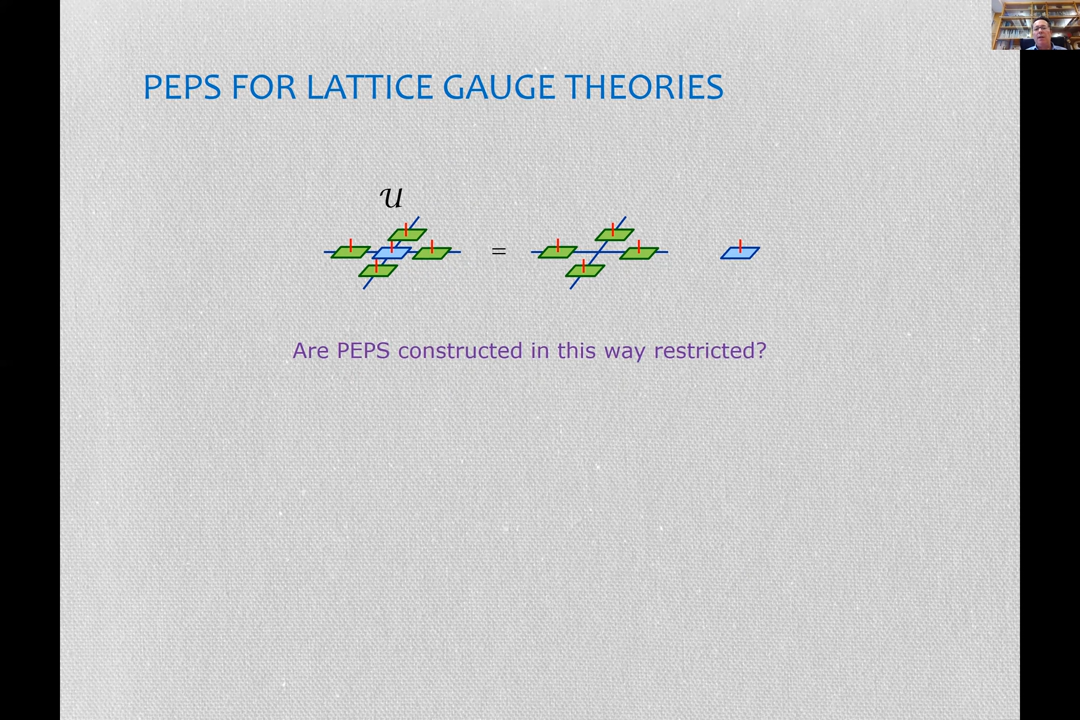 PEPS FOR LATTICE GAUGE THEORIES
𝒰
=
Are PEPS constructed in this way restricted?